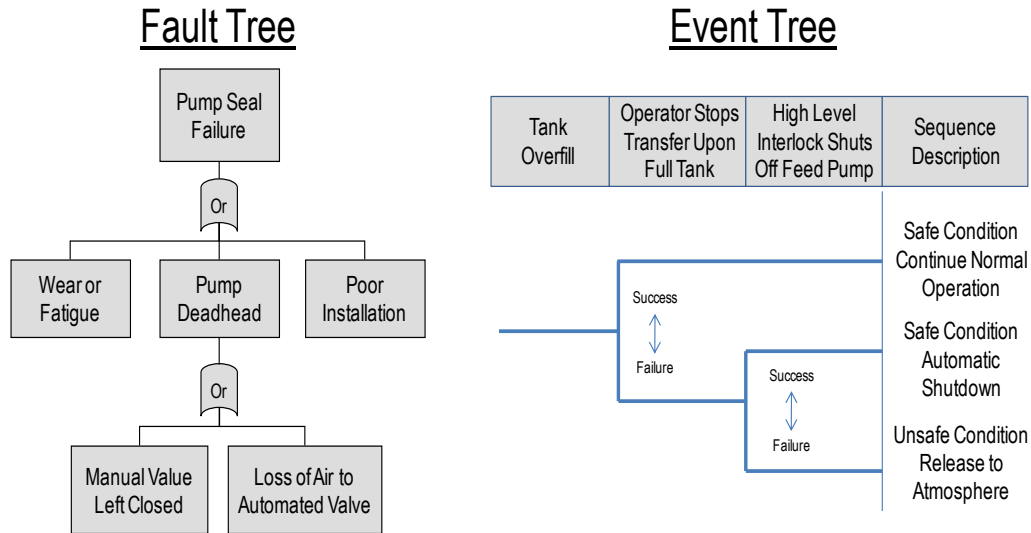 Fault Tree
Pump Seal
Failure
Or
Wear or
Fatigue
Pump
Deadhead
Poor
Installation
Or
Manual Value
Left Closed
Loss of Air to
Automated Valve
Event Tree
Tank
Overfill
Operator Stops
Transfer Upon
Full Tank
High Level
Interlock Shuts
Off Feed Pump
Sequence
Description
Success
Failure
Success
Failure
Safe Condition
Continue Normal
Operation
Safe Condition
Automatic
Shutdown
Unsafe Condition
Release to
Atmosphere